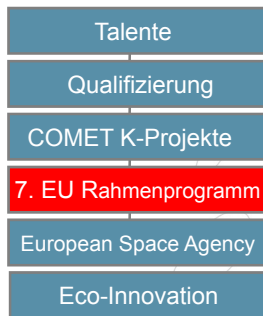 Talente
Qualifizierung
COMET K-Projekte
7. EU Rahmenprogramm
European Space Agency
Eco-Innovation